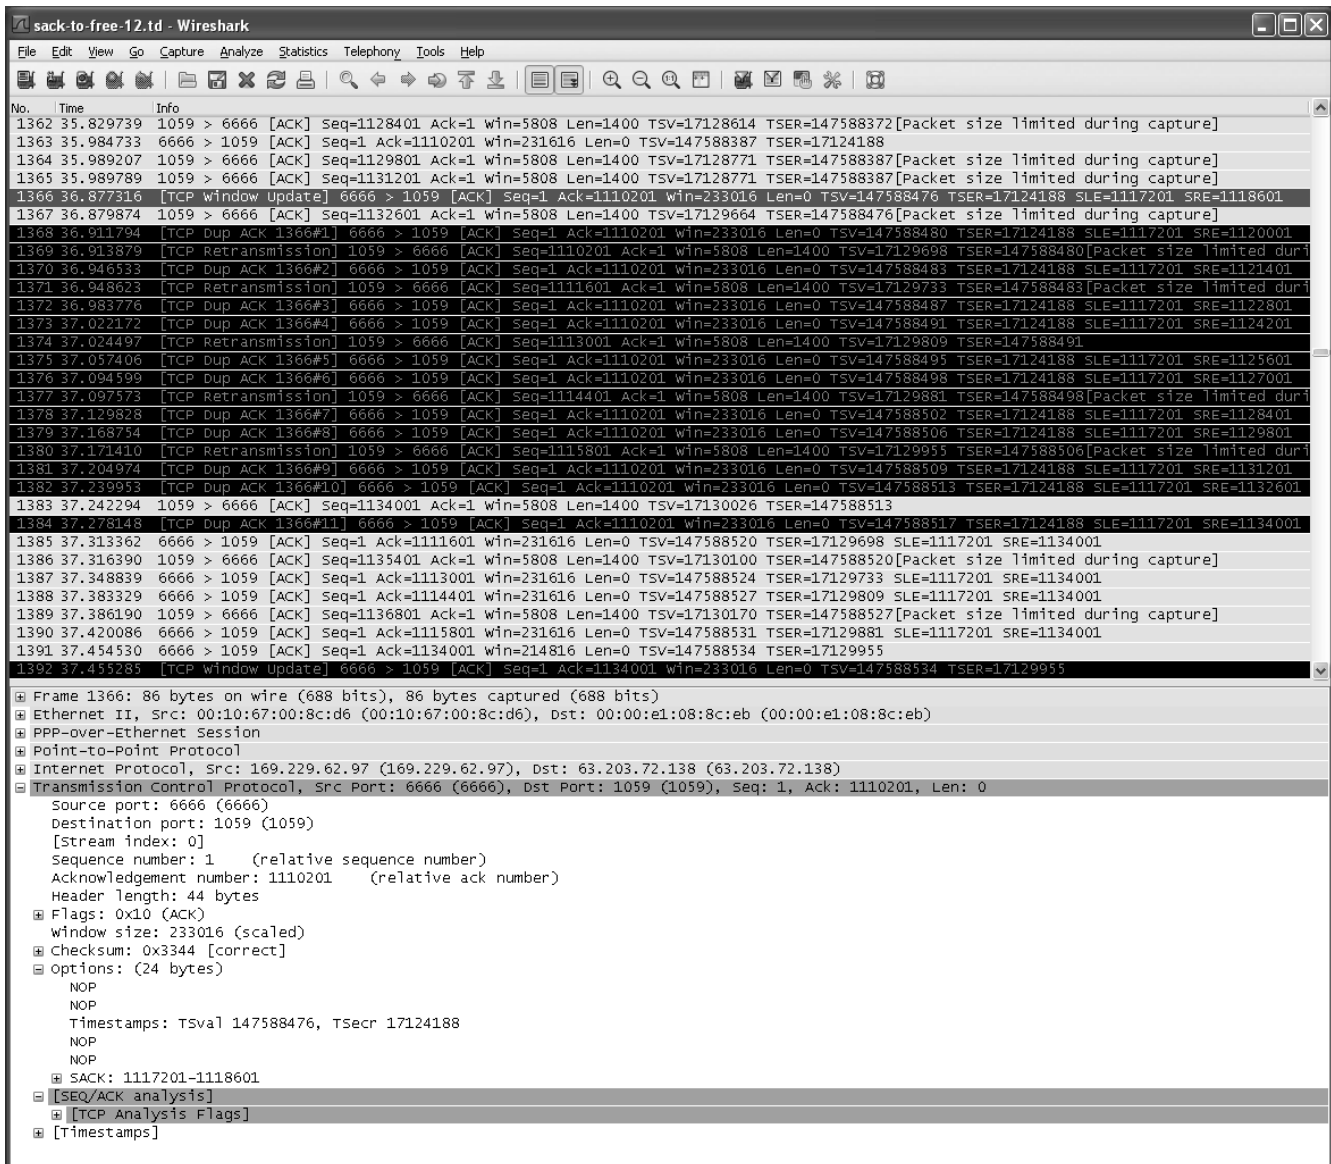 sack-to-free-12.td - Wireshark
File Edit View Go Capture Analyze Statistics Telephony Tools Help
No. Time Info
1362 35.829739 1059 > 6666 [ACK] Seq=1128401 Ack=1 Win=5808 Len=1400 TSV=17128614 TSER=147588372[Packet size limited during capture]
1363 35.984733 6666 > 1059 [ACK] Seq=1 Ack=1110201 Win=231616 Len=0 TSV=147588387 TSER=17124188
1364 35.989207 1059 > 6666 [ACK] Seq=1129801 Ack=1 Win=5808 Len=1400 TSV=17128771 TSER=147588387[Packet size limited during capture]
1365 35.989789 1059 > 6666 [ACK] Seq=1131201 Ack=1 Win=5808 Len=1400 TSV=17128771 TSER=147588387[Packet size limited during capture]
1366 36.877316 [TCP Window Update] 6666 > 1059 [ACK] Seq=1 Ack=1110201 Win=233016 Len=0 TSV=147588476 TSER=17124188 SLE=1117201 SRE=1118601
1367 36.879874 1059 > 6666 [ACK] Seq=1132601 Ack=1 Win=5808 Len=1400 TSV=17129664 TSER=147588476[Packet size limited during capture]
1368 36.911794 [TCP Dup ACK 1366#1] 6666 > 1059 [ACK] Seq=1 Ack=1110201 Win=233016 Len=0 TSV=147588480 TSER=17124188 SLE=1117201 SRE=1120001
1369 36.913879 [TCP Retransmission] 1059 > 6666 [ACK] Seq=1110201 Ack=1 Win=5808 Len=1400 TSV=17129698 TSER=147588480[Packet size limited duri
1370 36.946533 [TCP Dup ACK 1366#2] 6666 > 1059 [ACK] Seq=1 Ack=1110201 Win=233016 Len=0 TSV=147588483 TSER=17124188 SLE=1117201 SRE=1121401
1371 36.948623 [TCP Retransmission] 1059 > 6666 [ACK] Seq=1111601 Ack=1 Win=5808 Len=1400 TSV=17129733 TSER=147588483[Packet size limited duri
1372 36.983776 [TCP Dup ACK 1366#3] 6666 > 1059 [ACK] Seq=1 Ack=1110201 Win=233016 Len=0 TSV=147588487 TSER=17124188 SLE=1117201 SRE=1122801
1373 37.022172 [TCP Dup ACK 1366#4] 6666 > 1059 [ACK] Seq=1 Ack=1110201 Win=233016 Len=0 TSV=147588491 TSER=17124188 SLE=1117201 SRE=1124201
1374 37.024497 [TCP Retransmission] 1059 > 6666 [ACK] Seq=1113001 Ack=1 Win=5808 Len=1400 TSV=17129809 TSER=147588491
1375 37.057406 [TCP Dup ACK 1366#5] 6666 > 1059 [ACK] Seq=1 Ack=1110201 Win=233016 Len=0 TSV=147588495 TSER=17124188 SLE=1117201 SRE=1125601
1376 37.094599 [TCP Dup ACK 1366#6] 6666 > 1059 [ACK] Seq=1 Ack=1110201 Win=233016 Len=0 TSV=147588498 TSER=17124188 SLE=1117201 SRE=1127001
1377 37.097573 [TCP Retransmission] 1059 > 6666 [ACK] Seq=1114401 Ack=1 Win=5808 Len=1400 TSV=17129881 TSER=147588498[Packet size limited duri
1378 37.129828 [TCP Dup ACK 1366#7] 6666 > 1059 [ACK] Seq=1 Ack=1110201 Win=233016 Len=0 TSV=147588502 TSER=17124188 SLE=1117201 SRE=1128401
1379 37.168754 [TCP Dup ACK 1366#8] 6666 > 1059 [ACK] Seq=1 Ack=1110201 Win=233016 Len=0 TSV=147588506 TSER=17124188 SLE=1117201 SRE=1129801
1380 37.171410 [TCP Retransmission] 1059 > 6666 [ACK] Seq=1115801 Ack=1 Win=5808 Len=1400 TSV=17129955 TSER=147588506[Packet size limited duri
1381 37.204974 [TCP Dup ACK 1366#9] 6666 > 1059 [ACK] Seq=1 Ack=1110201 Win=233016 Len=0 TSV=147588509 TSER=17124188 SLE=1117201 SRE=1131201
1382 37.239953 [TCP Dup ACK 1366#10] 6666 > 1059 [ACK] Seq=1 Ack=1110201 Win=233016 Len=0 TSV=147588513 TSER=17124188 SLE=1117201 SRE=1132601
1383 37.242294 1059 > 6666 [ACK] Seq=1134001 Ack=1 Win=5808 Len=1400 TSV=17130026 TSER=147588513
1384 37.278148 [TCP Dup ACK 1366#11] 6666 > 1059 [ACK] Seq=1 Ack=1110201 Win=233016 Len=0 TSV=147588517 TSER=17124188 SLE=1117201 SRE=1134001
1385 37.313362 6666 > 1059 [ACK] Seq=1 Ack=1111601 Win=231616 Len=0 TSV=147588520 TSER=17129698 SLE=1117201 SRE=1134001
1386 37.316390 1059 > 6666 [ACK] Seq=1135401 Ack=1 Win=5808 Len=1400 TSV=17130100 TSER=147588520[Packet size limited during capture]
1387 37.348839 6666 > 1059 [ACK] Seq=1 Ack=1113001 Win=231616 Len=0 TSV=147588524 TSER=17129733 SLE=1117201 SRE=1134001
1388 37.383329 6666 > 1059 [ACK] Seq=1 Ack=1114401 Win=231616 Len=0 TSV=147588527 TSER=17129809 SLE=1117201 SRE=1134001
1389 37.386190 1059 > 6666 [ACK] Seq=1136801 Ack=1 Win=5808 Len=1400 TSV=17130170 TSER=147588527[Packet size limited during capture]
1390 37.420086 6666 > 1059 [ACK] Seq=1 Ack=1115801 Win=231616 Len=0 TSV=147588531 TSER=17129881 SLE=1117201 SRE=1134001
1391 37.454530 6666 > 1059 [ACK] Seq=1 Ack=1134001 Win=214816 Len=0 TSV=147588534 TSER=17129955
1392 37.455285 [TCP Window Update] 6666 > 1059 [ACK] Seq=1 Ack=1134001 Win=233016 Len=0 TSV=147588534 TSER=17129955
Frame 1366: 86 bytes on wire (688 bits), 86 bytes captured (688 bits)
Ethernet II, Src: 00:10:67:00:8c:d6 (00:10:67:00:8c:d6), Dst: 00:00:e1:08:8c:eb (00:00:e1:08:8c:eb)
PPP-over-Ethernet Session
Point-to-Point Protocol
Internet Protocol, Src: 169.229.62.97 (169.229.62.97), Dst: 63.203.72.138 (63.203.72.138)
Transmission Control Protocol, Src Port: 6666 (6666), Dst Port: 1059 (1059), Seq: 1, Ack: 1110201, Len: 0
Source port: 6666 (6666)
Destination port: 1059 (1059)
[Stream index: 0]
Sequence number: 1 (relative sequence number)
Acknowledgement number: 1110201 (relative ack number)
Header length: 44 bytes
Flags: 0x10 (ACK)
Window size: 233016 (scaled)
Checksum: 0x3344 [correct]
Options: (24 bytes)
NOP
NOP
Timestamps: TSval 147588476, TSecr 17124188
NOP
NOP
SACK: 1117201-1118601
[SEQ/ACK analysis]
[TCP Analysis Flags]
[Timestamps]